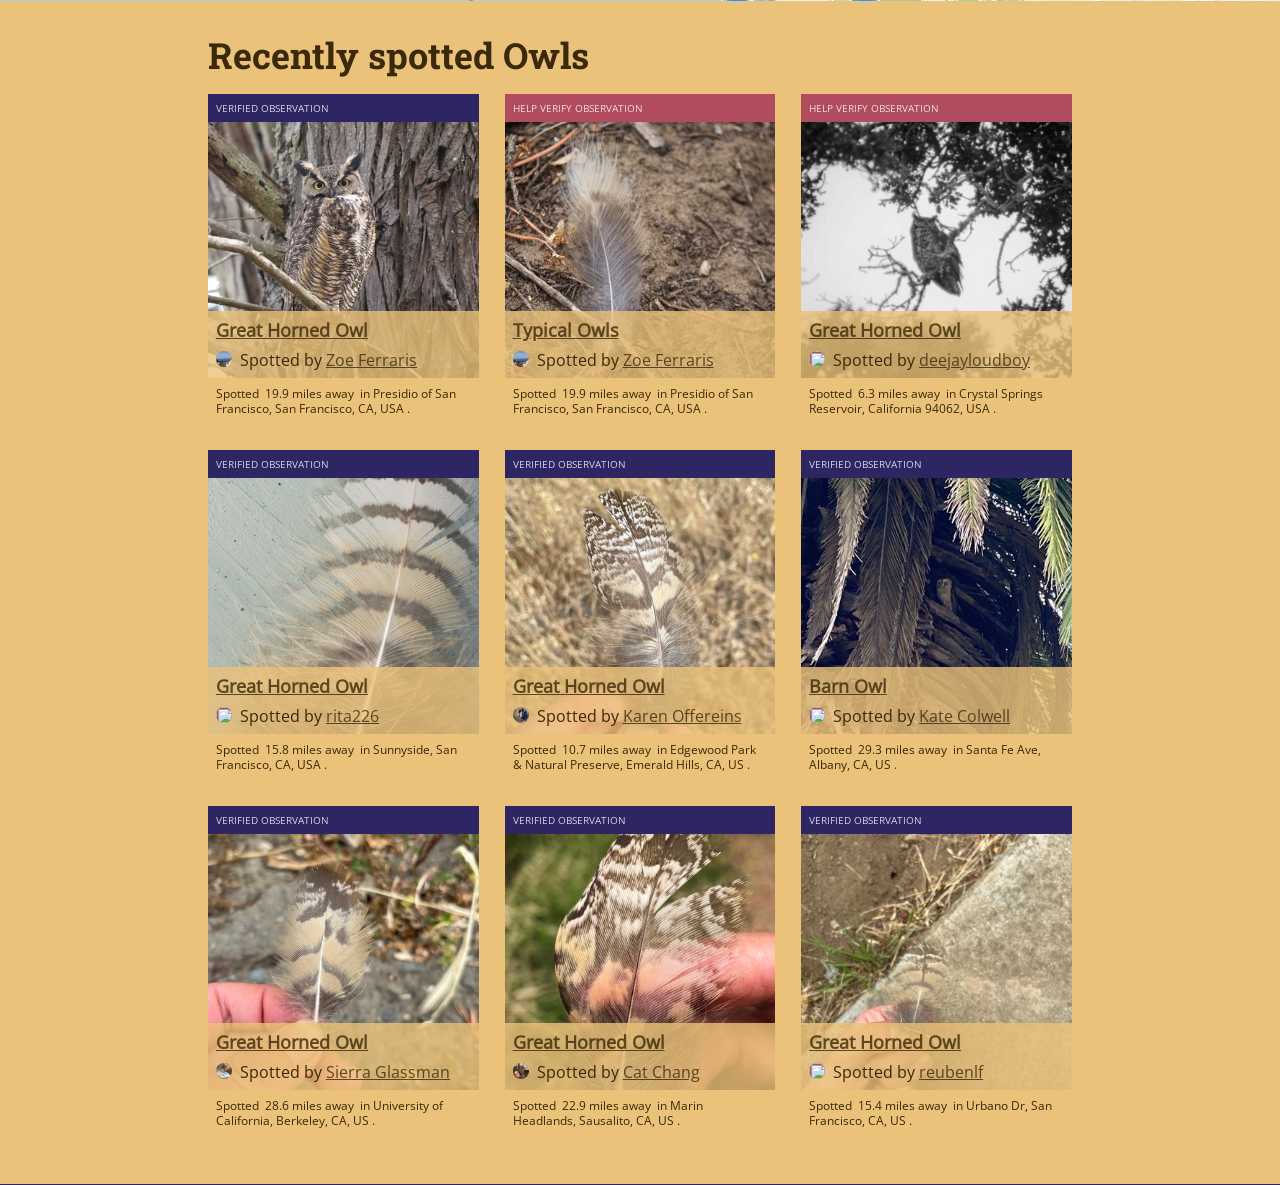 Recently spotted Owls
VERIFIED OBSERVATION
Great Horned Owl
Spotted by Zoe Ferraris
Spotted 19.9 miles away in Presidio of San
Francisco, San Francisco, CA, USA .
HELP VERIFY OBSERVATION
Typical Owls
Spotted by Zoe Ferraris
Spotted 19.9 miles away in Presidio of San
Francisco, San Francisco, CA, USA .
HELP VERIFY OBSERVATION
Great Horned Owl
Spotted by deejayloudboy
Spotted 6.3 miles away in Crystal Springs
Reservoir, California 94062, USA .
VERIFIED OBSERVATION
Great Horned Owl
Spotted by rita226
Spotted 15.8 miles away in Sunnyside, San
Francisco, CA, USA .
VERIFIED OBSERVATION
Great Horned Owl
Spotted by Karen Offereins
Spotted 10.7 miles away in Edgewood Park
& Natural Preserve, Emerald Hills, CA, US .
VERIFIED OBSERVATION
Barn Owl
Spotted by Kate Colwell
Spotted 29.3 miles away in Santa Fe Ave,
Albany, CA, US .
VERIFIED OBSERVATION
Great Horned Owl
Spotted by Sierra Glassman
Spotted 28.6 miles away in University of
California, Berkeley, CA, US .
VERIFIED OBSERVATION
Great Horned Owl
Spotted by Cat Chang
Spotted 22.9 miles away in Marin
Headlands, Sausalito, CA, US .
VERIFIED OBSERVATION
Great Horned Owl
Spotted by reubenlf
Spotted 15.4 miles away in Urbano Dr, San
Francisco, CA, US .